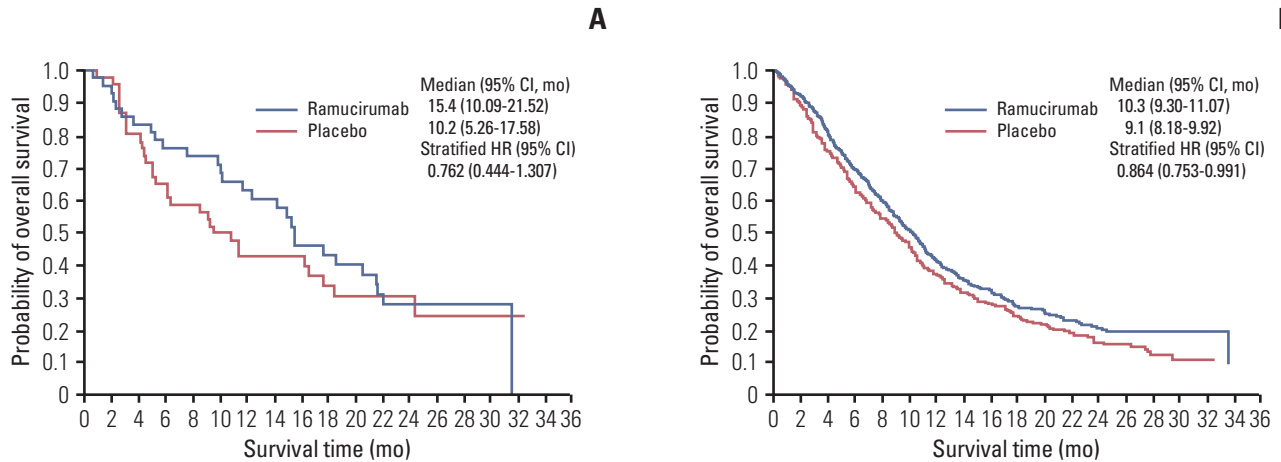 A
Probability of overall survival
1.0
0.9
0.8
0.7
0.6
0.5
0.4
0.3
0.2
0.1
0
0 2 4 6 8 10 12 14 16 18 20 22 24 26 28 30 32 34 36
Survival time (mo)
Ramucirumab
Placebo
Median (95% CI, mo)
15.4 (10.09-21.52)
10.2 (5.26-17.58)
Stratified HR (95% CI)
0.762 (0.444-1.307)
Probability of overall survival
1.0
0.9
0.8
0.7
0.6
0.5
0.4
0.3
0.2
0.1
0
0 2 4 6 8 10 12 14 16 18 20 22 24 26 28 30 32 34 36
Survival time (mo)
Ramucirumab
Placebo
Median (95% CI, mo)
10.3 (9.30-11.07)
9.1 (8.18-9.92)
Stratified HR (95% CI)
0.864 (0.753-0.991)